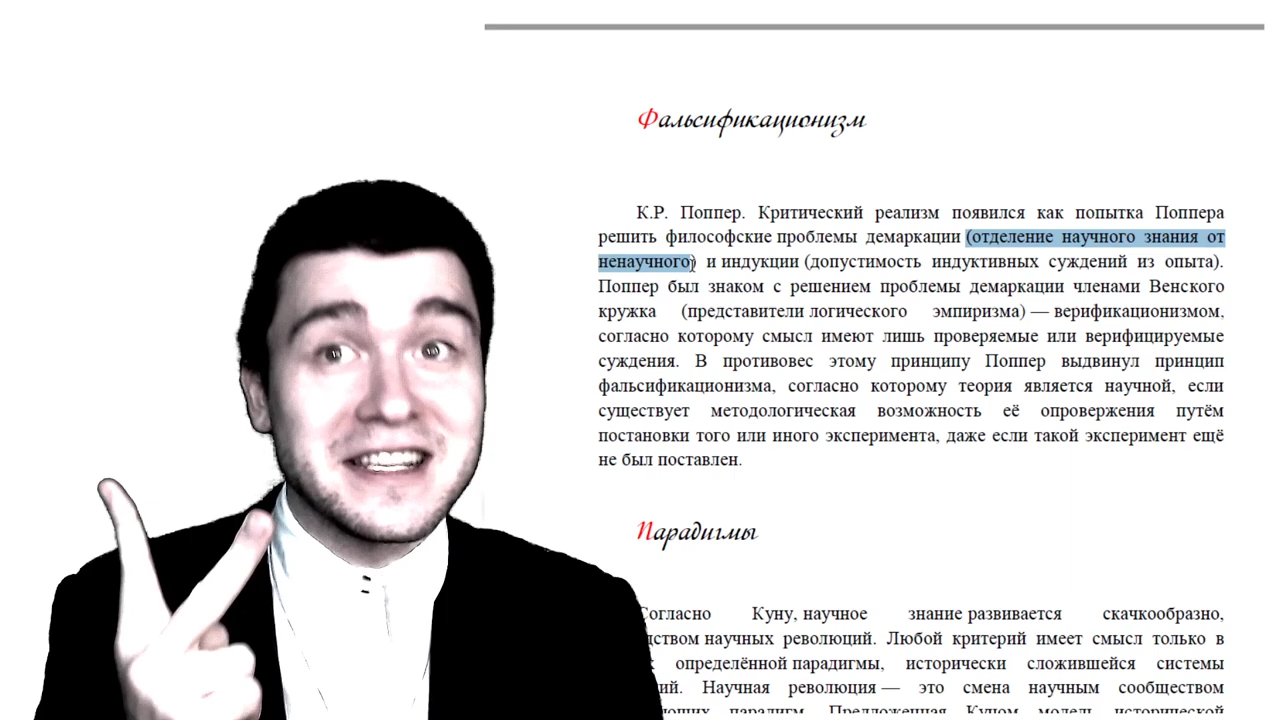 Фальсификационизм
К.Р. Поппер. Критический реализм появился как попытка Поппера
решить философские проблемы демаркации (отделение научного знания от
ненаучного) и индукции (допустимость индуктивных суждений из опыта).
Поппер был знаком с решением проблемы демаркации членами Венского
кружка (представители логического эмпиризма) — верификационизмом,
согласно которому смысл имеют лишь проверяемые или верифицируемые
суждения. В противовес этому принципу Поппер выдвинул принцип
фальсификационизма, согласно которому теория является научной, если
существует методологическая возможность её опровержения путём
постановки того или иного эксперимента, даже если такой эксперимент ещё
не был поставлен.
Парадигмы
Согласно Куну, научное знание развивается скачкообразно,
научных революций. Любой критерий имеет смысл только в
определённой парадигмы, исторически сложившейся системы
Научная революция — это смена научным сообществом
парадигм. Предложенная Куном модель исторической